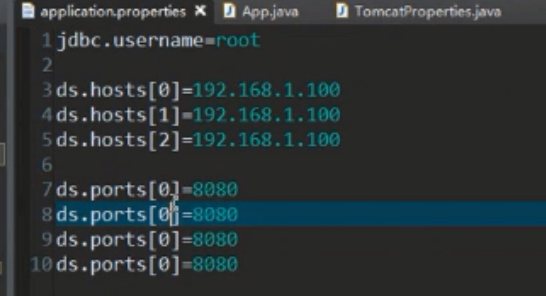 application.properties App.java TomcatProperties.java
1 jdbc.username=root
2
3 ds.hosts[0]=192.168.1.100
4 ds.hosts[1]=192.168.1.100
5 ds.hosts[2]=192.168.1.100
6
7 ds.ports[0]=8080
8 ds.ports[0]=8080
9 ds.ports[0]=8080
10 ds.ports[0]=8080